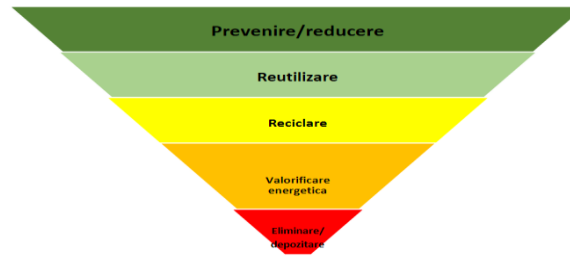 Prevenire/reducere
Reutilizare
Reciclare
Valorificare
energetica
Eliminare/
depozitare